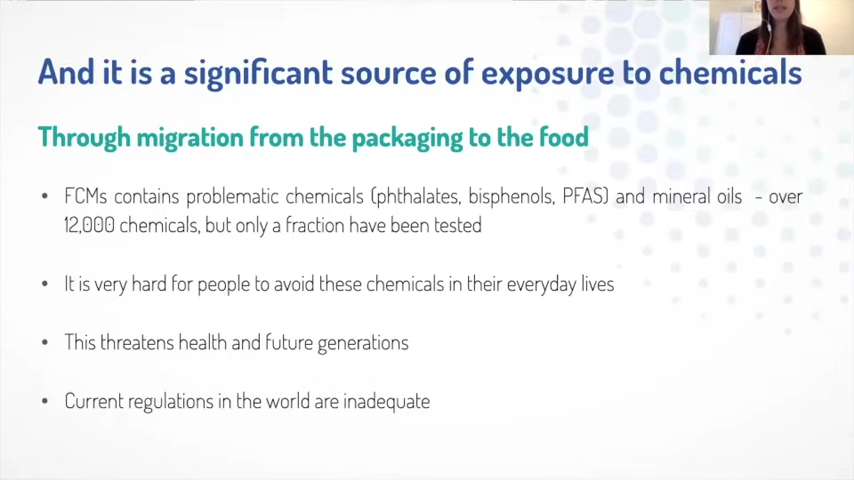 And it is a significant source of exposure to chemicals
Through migration from the packaging to the food
• FCMs contains problematic chemicals (phthalates, bisphenols, PFAS) and mineral oils - over
12,000 chemicals, but only a fraction have been tested
• It is very hard for people to avoid these chemicals in their everyday lives
• This threatens health and future generations
• Current regulations in the world are inadequate